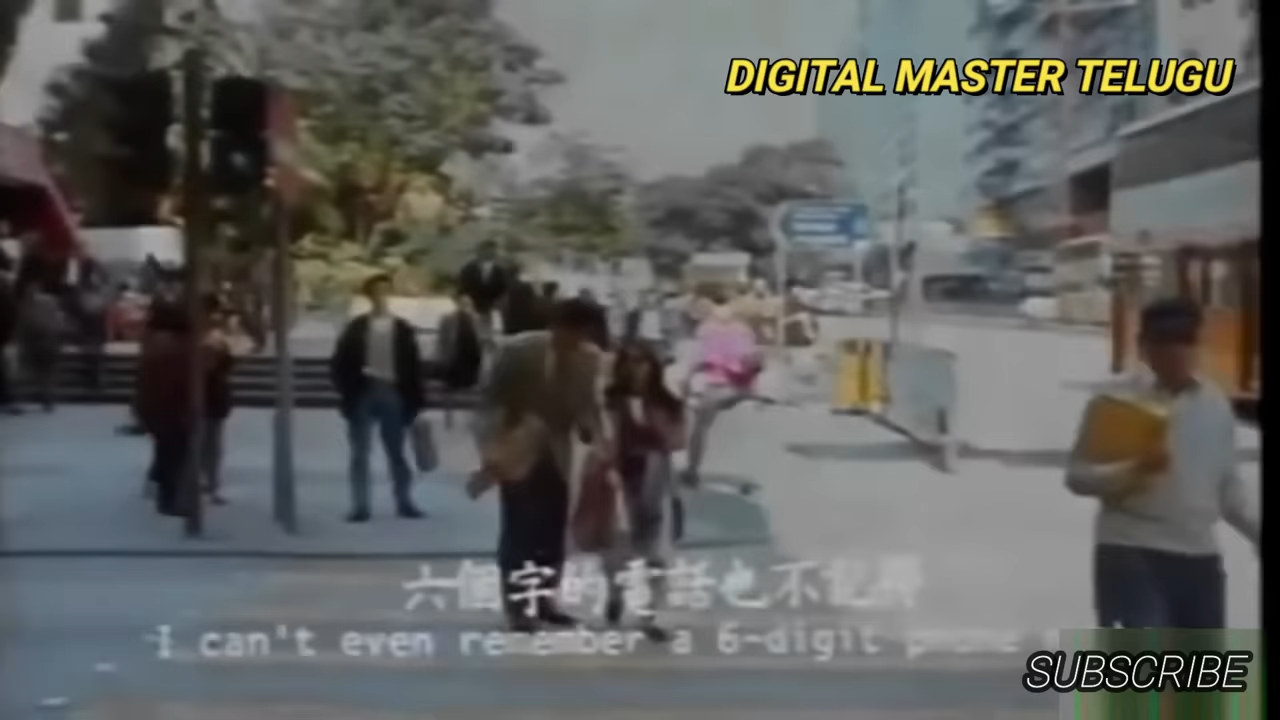 DIGITAL MASTER TELUGU
六個字的電話也不記得
I can't even remember a 6-digit phone
SUBSCRIBE